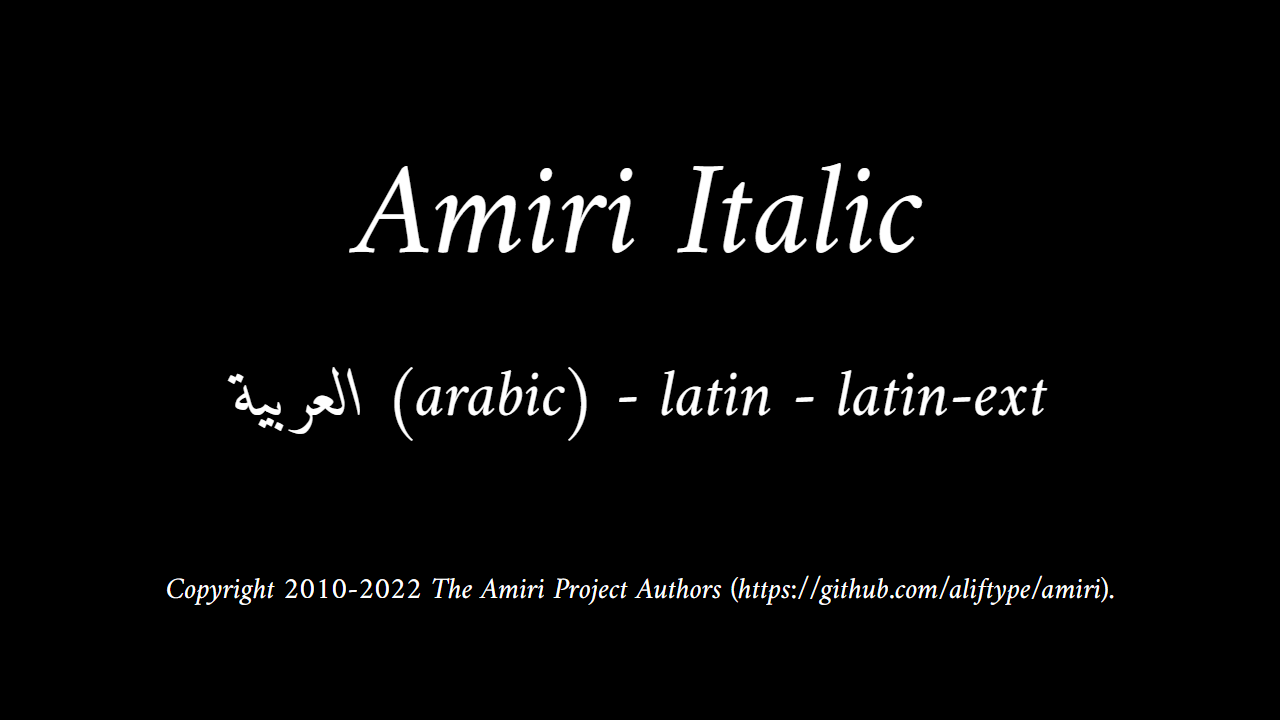 Amiri Italic
العربية (arabic) - latin - latin-ext
Copyright 2010-2022 The Amiri Project Authors (https://github.com/aliftype/amiri).